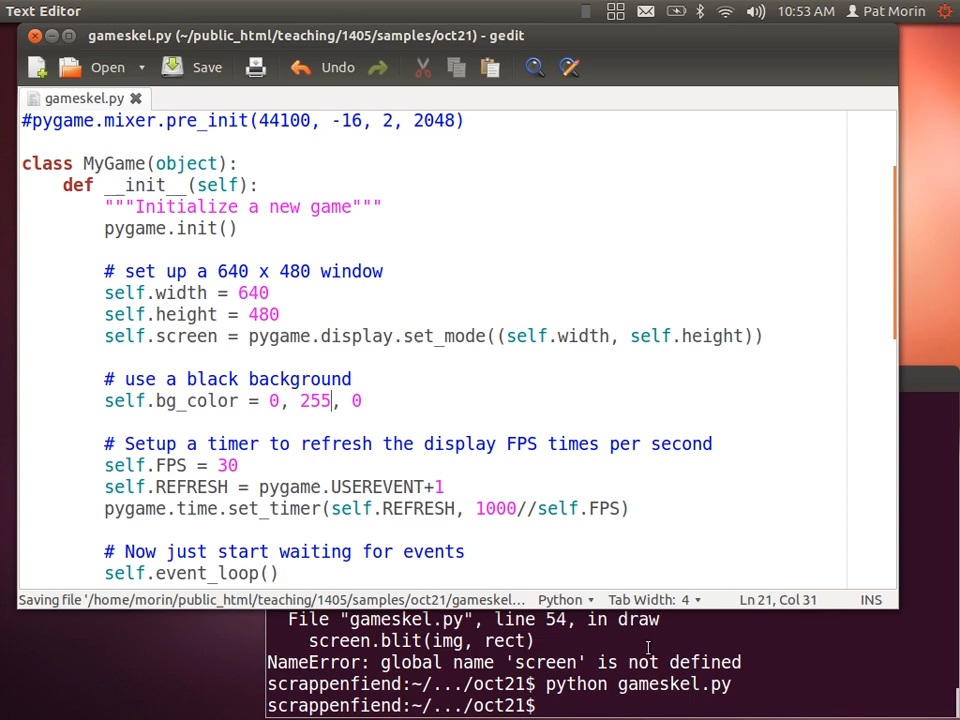 Text Editor
10:53 AM Pat Morin
gameskel.py (~/public_html/teaching/1405/samples/oct21) - gedit
Open Save Undo
gameskel.py
#pygame.mixer.pre_init(44100, -16, 2, 2048)
class MyGame(object):
def __init__(self):
"""Initialize a new game"""
pygame.init()
# set up a 640 x 480 window
self.width = 640
self.height = 480
self.screen = pygame.display.set_mode((self.width, self.height))
# use a black background
self.bg_color = 0, 255, 0
# Setup a timer to refresh the display FPS times per second
self.FPS = 30
self.REFRESH = pygame.USEREVENT+1
pygame.time.set_timer(self.REFRESH, 1000//self.FPS)
# Now just start waiting for events
self.event_loop()
Saving file '/home/morin/public_html/teaching/1405/samples/oct21/gameskel... Python Tab Width: 4 Ln 21, Col 31 INS
File "gameskel.py", line 54, in draw
screen.blit(img, rect)
NameError: global name 'screen' is not defined
scrappenfiend:~/.../oct21$ python gameskel.py
scrappenfiend:~/.../oct21$